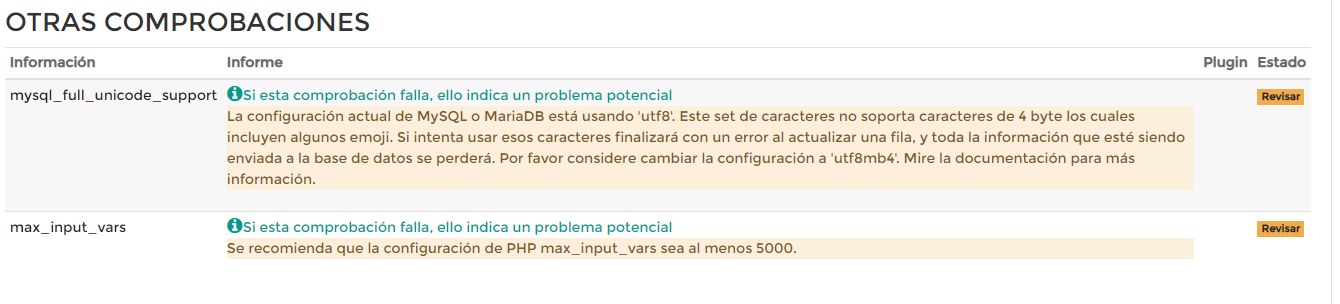 OTRAS COMPROBACIONES
Información Informe Plugin Estado
mysql_full_unicode_support Si esta comprobación falla, ello indica un problema potencial Revisar
La configuración actual de MySQL o MariaDB está usando 'utf8'. Este set de caracteres no soporta caracteres de 4 byte los cuales
incluyen algunos emoji. Si intenta usar esos caracteres finalizará con un error al actualizar una fila, y toda la información que esté siendo
enviada a la base de datos se perderá. Por favor considere cambiar la configuración a 'utf8mb4'. Mire la documentación para más
información.
max_input_vars Si esta comprobación falla, ello indica un problema potencial Revisar
Se recomienda que la configuración de PHP max_input_vars sea al menos 5000.